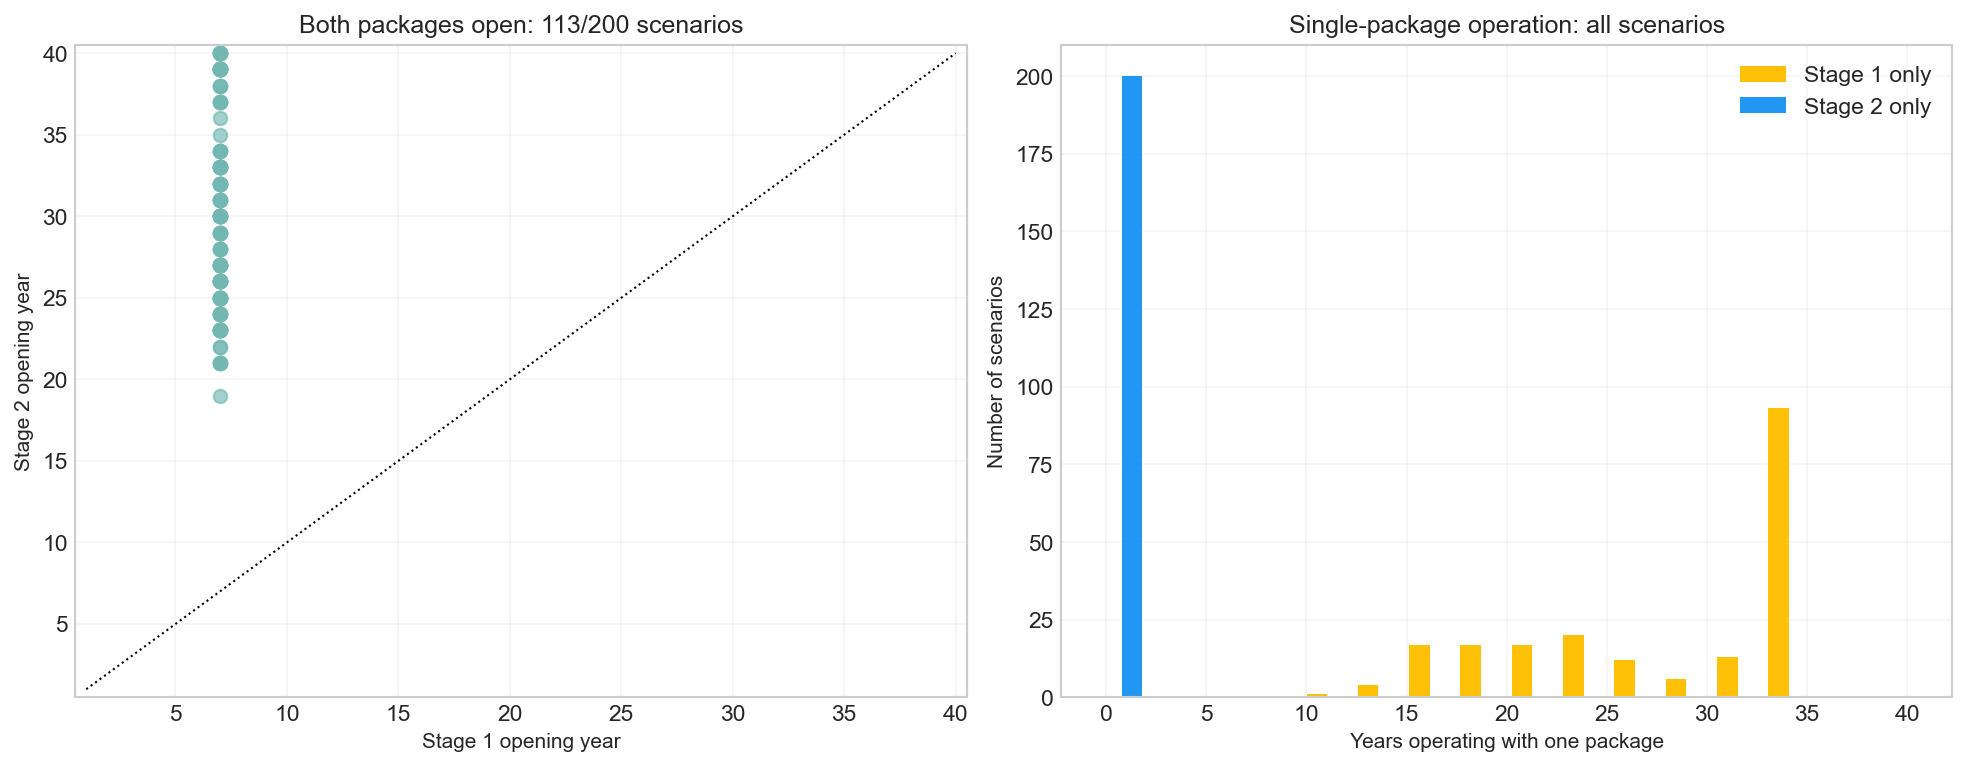 Both packages open: 113/200 scenarios
40
35
30
25
20
15
10
5
Stage 2 opening year
5 10 15 20 25 30 35 40
Stage 1 opening year
Single-package operation: all scenarios
Stage 1 only
Stage 2 only
200
175
150
125
100
75
50
25
0
Number of scenarios
0 5 10 15 20 25 30 35 40
Years operating with one package